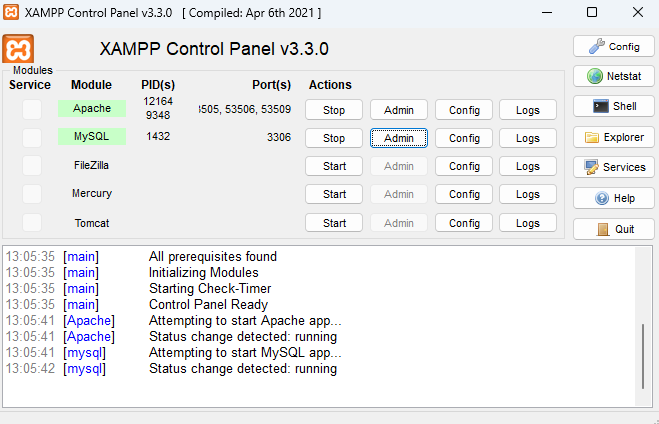 XAMPP Control Panel v3.3.0 [ Compiled: Apr 6th 2021 ]
XAMPP Control Panel v3.3.0
Config
Modules
Service Module PID(s) Port(s) Actions
Netstat
Apache 12164 9348 3505, 53506, 53509 Stop Admin Config Logs
Shell
MySQL 1432 3306 Stop Admin Config Logs
Explorer
FileZilla Start Admin Config Logs
Services
Mercury Start Admin Config Logs
Help
Tomcat Start Admin Config Logs
Quit
13:05:35 [main] All prerequisites found
13:05:35 [main] Initializing Modules
13:05:35 [main] Starting Check-Timer
13:05:35 [main] Control Panel Ready
13:05:41 [Apache] Attempting to start Apache app...
13:05:41 [Apache] Status change detected: running
13:05:41 [mysql] Attempting to start MySQL app...
13:05:42 [mysql] Status change detected: running